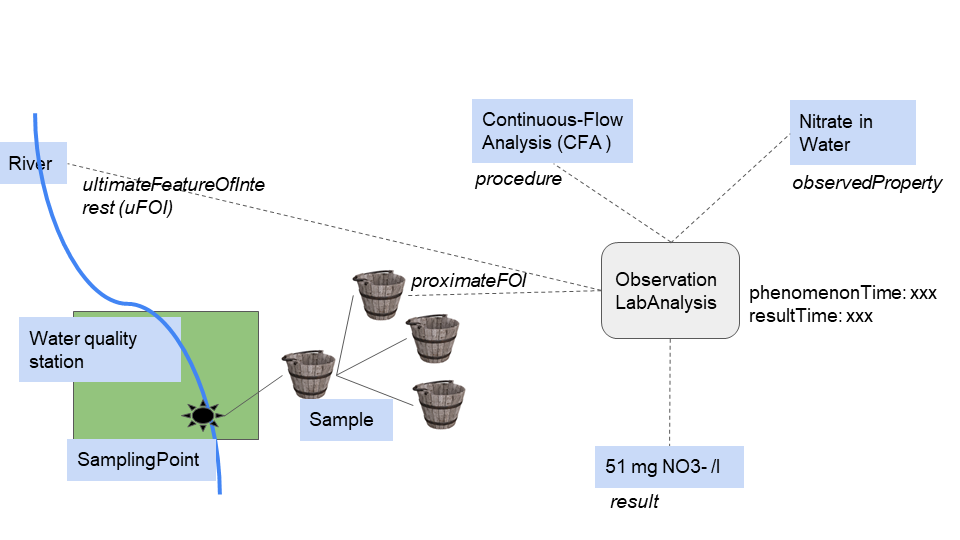 Continuous-Flow
Analysis (CFA )
procedure
Nitrate in
Water
observedProperty
River
ultimateFeatureOfInte
rest (uFOI)
proximateFOI
Observation
LabAnalysis
phenomenonTime: xxx
resultTime: xxx
Water quality
station
Sample
SamplingPoint
51 mg NO3- /l
result